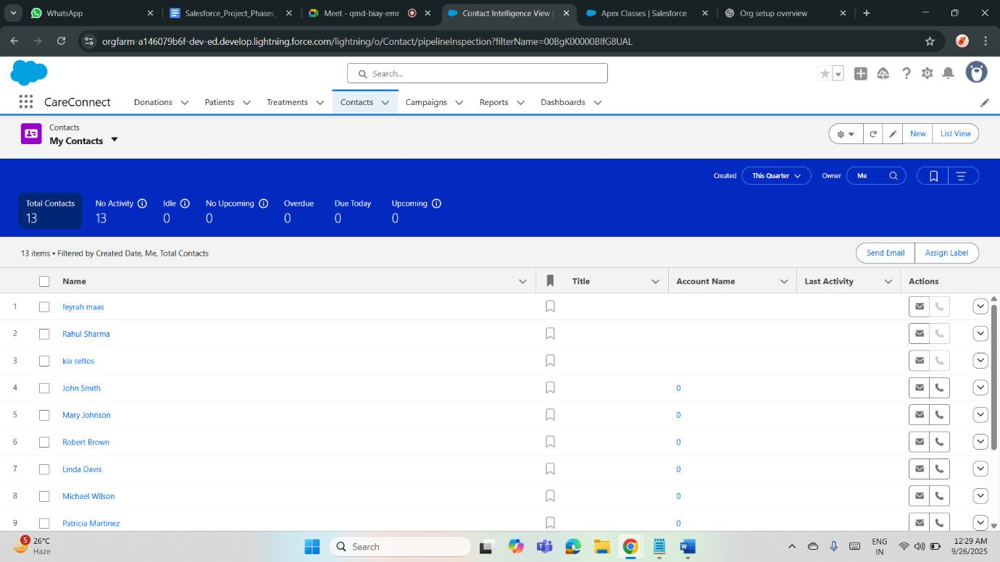 WhatsApp
Salesforce_Project_Phases_
Meet - qmd-biay-emr
Contact Intelligence View |
Apex Classes | Salesforce
Org setup overview
orgfarm-a146079b6f-dev-ed.develop.lightning.force.com/lightning/o/Contact/pipelineInspection?filterName=00BgK00000BIfG8UAL
Search...
CareConnect Donations Patients Treatments Contacts Campaigns Reports Dashboards
Contacts
My Contacts
New List View
Created This Quarter Owner Me
Total Contacts No Activity Idle No Upcoming Overdue Due Today Upcoming
13 13 0 0 0 0 0
13 items • Filtered by Created Date, Me, Total Contacts
Send Email Assign Label
Name Title Account Name Last Activity Actions
1 feyrah maas
2 Rahul Sharma
3 kia seltos
4 John Smith 0
5 Mary Johnson 0
6 Robert Brown 0
7 Linda Davis 0
8 Michael Wilson 0
9 Patricia Martinez 0
5 26°C
Haze
Search
ENG
IN
12:29 AM
9/26/2025